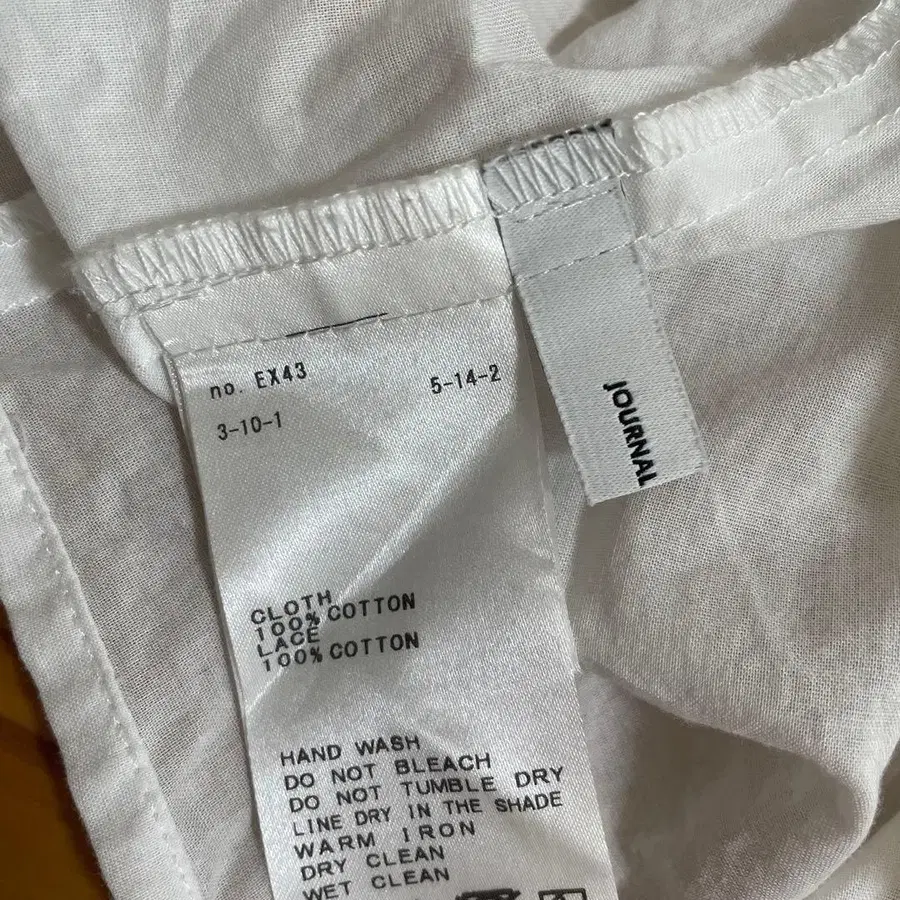 no. EX43
5-14-2
3-10-1
CLOTH
100% COTTON
LACE
100% COTTON
HAND WASH
DO NOT BLEACH
DO NOT TUMBLE DRY
LINE DRY IN THE SHADE
WARM IRON
DRY CLEAN
WET CLEAN
JOURNAL